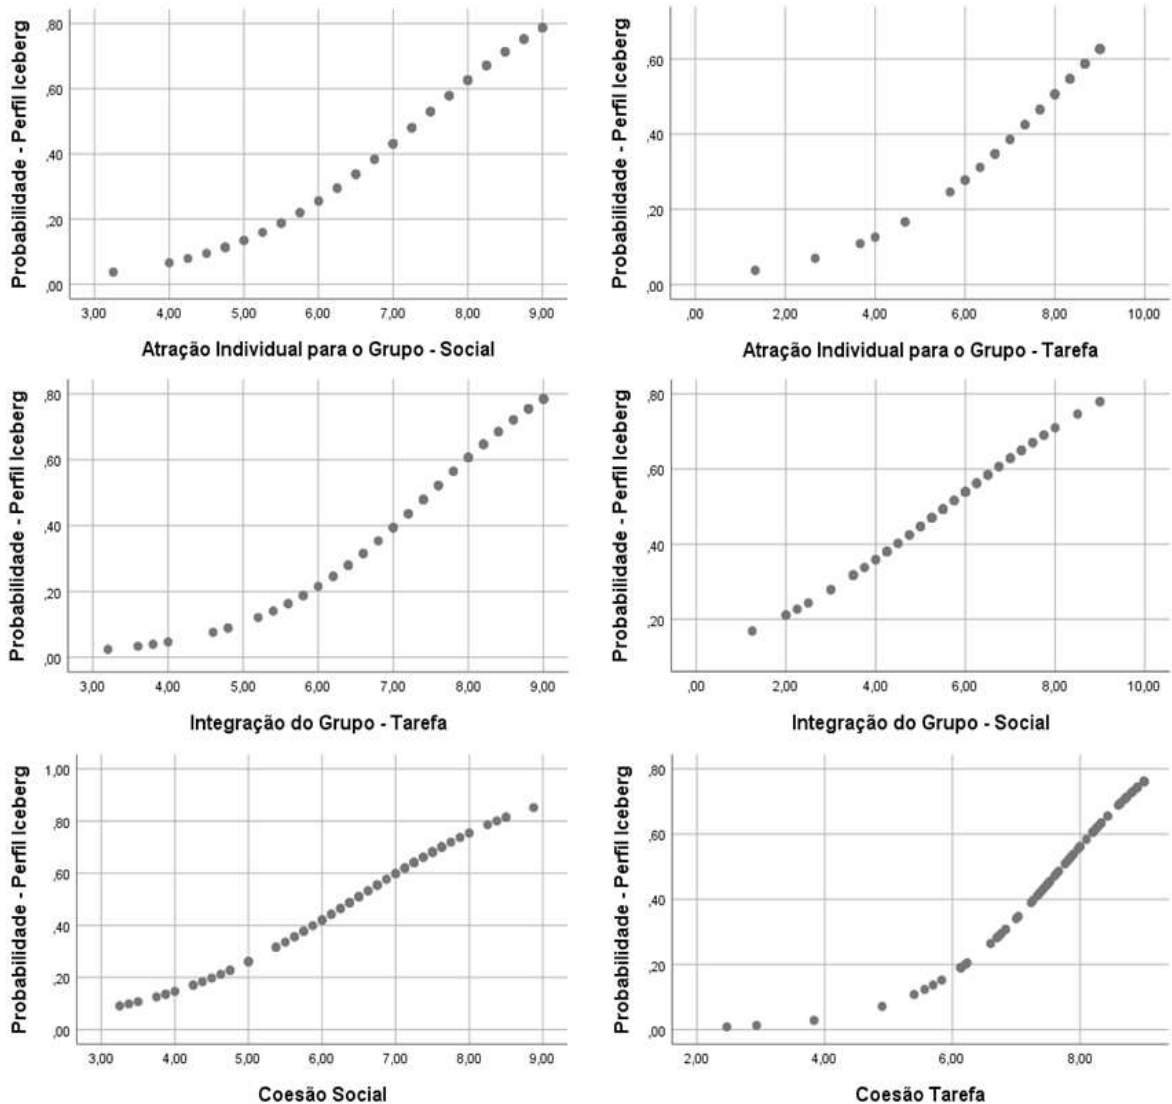 Probabilidade - Perfil Iceberg
,80
,60
,40
,20
,00
3,00 4,00 5,00 6,00 7,00 8,00 9,00
Atração Individual para o Grupo - Social
Probabilidade - Perfil Iceberg
,60
,40
,20
,00
,00 2,00 4,00 6,00 8,00 10,00
Atração Individual para o Grupo - Tarefa
Probabilidade - Perfil Iceberg
,80
,60
,40
,20
,00
3,00 4,00 5,00 6,00 7,00 8,00 9,00
Integração do Grupo - Tarefa
Probabilidade - Perfil Iceberg
,80
,60
,40
,20
,00 2,00 4,00 6,00 8,00 10,00
Integração do Grupo - Social
Probabilidade - Perfil Iceberg
1,00
,80
,60
,40
,20
,00
3,00 4,00 5,00 6,00 7,00 8,00 9,00
Coesão Social
Probabilidade - Perfil Iceberg
,80
,60
,40
,20
,00
2,00 4,00 6,00 8,00
Coesão Tarefa